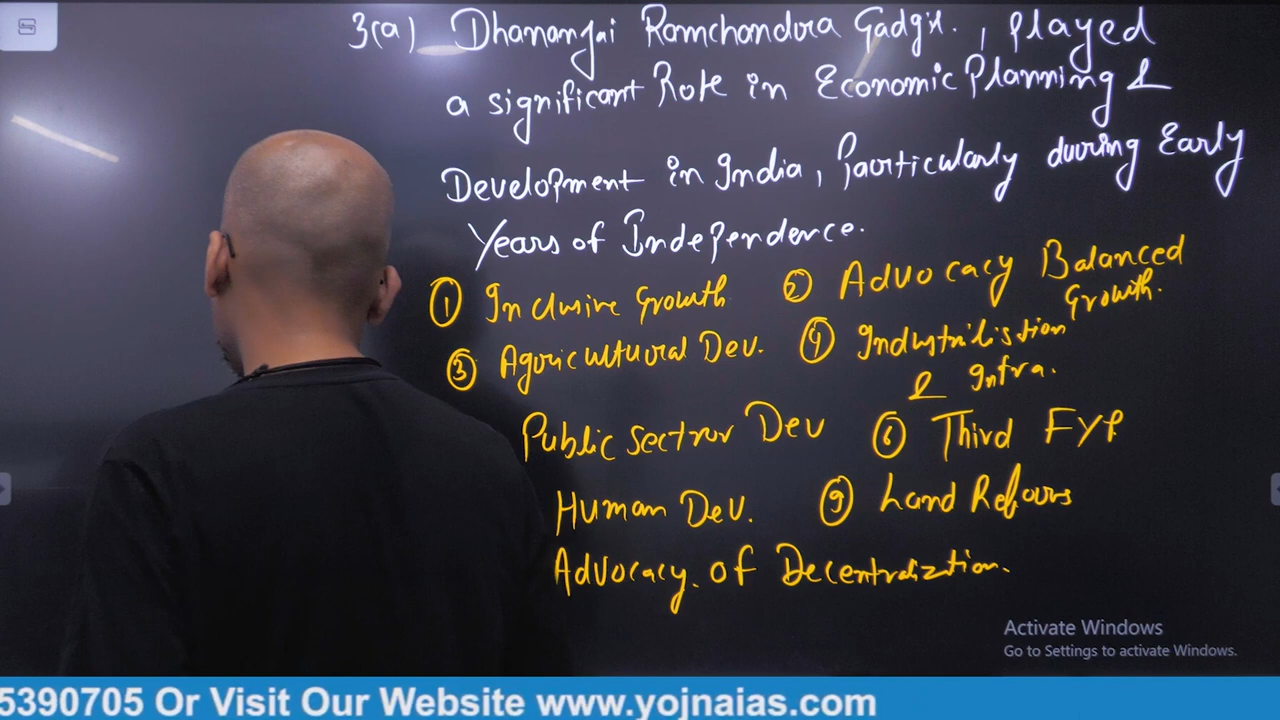 3(a) Dhananjai Ramchandra Gadgil., Played
a significant Role in Economic Planning &
Development in India, Particularly during Early
Years of Independence.
① Inclusive Growth ② Advocacy Balanced Growth.
③ Agricultural Dev. ④ Industrilistion & Infra.
Public Sector Dev ⑥ Third FYP
Human Dev. ⑨ Land Reforms
Advocacy. of Decentralization.
Activate Windows
Go to Settings to activate Windows.
5390705 Or Visit Our Website www.yojnaias.com